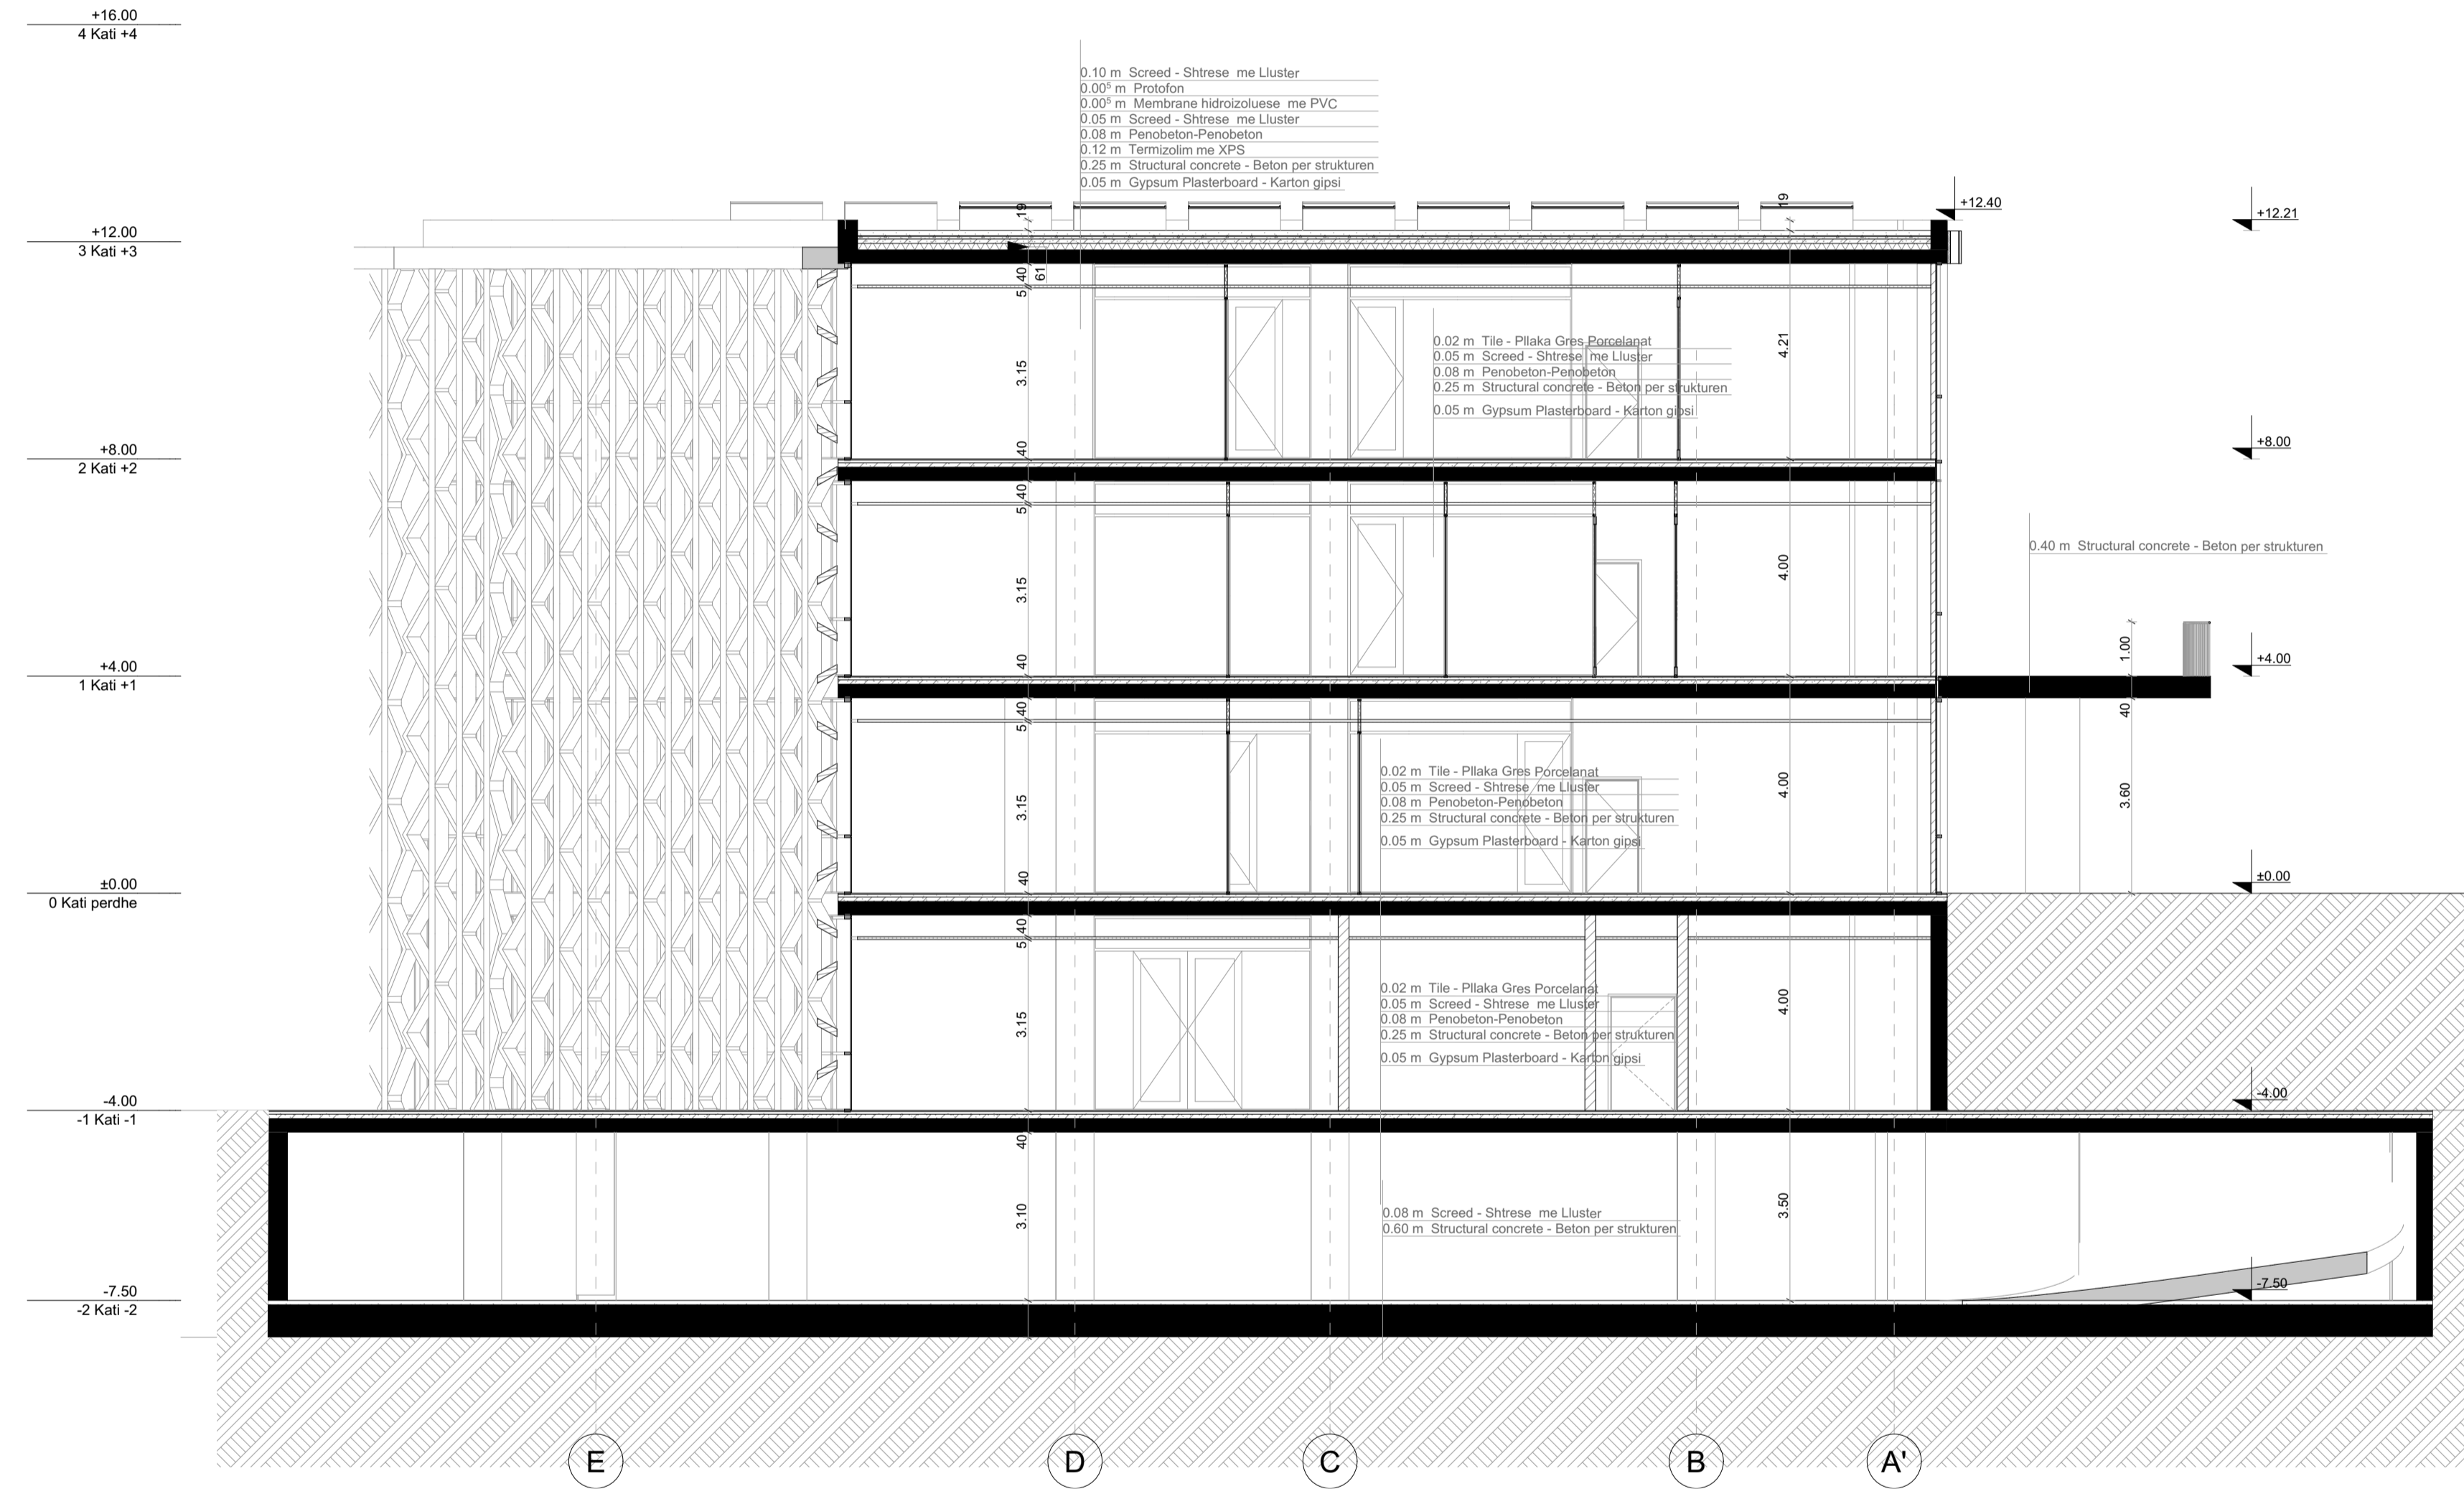 +16.00
4 Kati +4
+12.00
3 Kati +3
+8.00
2 Kati +2
+4.00
1 Kati +1
±0.00
0 Kati perdhe
-4.00
-1 Kati -1
-7.50
-2 Kati -2
0.10 m Screed - Shtrese me Lluster
0.00⁵ m Protofon
0.00⁵ m Membrane hidroizoluese me PVC
0.05 m Screed - Shtrese me Lluster
0.08 m Penobeton-Penobeton
0.12 m Termizolim me XPS
0.25 m Structural concrete - Beton per strukturen
0.05 m Gypsum Plasterboard - Karton gipsi
19
19
+12.40
+12.21
40
61
5
3.15
4.21
0.02 m Tile - Pllaka Gres Porcelanat
0.05 m Screed - Shtrese me Lluster
0.08 m Penobeton-Penobeton
0.25 m Structural concrete - Beton per strukturen
0.05 m Gypsum Plasterboard - Karton gipsi
40
+8.00
40
5
3.15
4.00
0.40 m Structural concrete - Beton per strukturen
40
1.00
+4.00
40
5
3.15
4.00
40
3.60
0.02 m Tile - Pllaka Gres Porcelanat
0.05 m Screed - Shtrese me Lluster
0.08 m Penobeton-Penobeton
0.25 m Structural concrete - Beton per strukturen
0.05 m Gypsum Plasterboard - Karton gipsi
40
±0.00
40
5
3.15
4.00
0.02 m Tile - Pllaka Gres Porcelanat
0.05 m Screed - Shtrese me Lluster
0.08 m Penobeton-Penobeton
0.25 m Structural concrete - Beton per strukturen
0.05 m Gypsum Plasterboard - Karton gipsi
-4.00
40
3.10
3.50
0.08 m Screed - Shtrese me Lluster
0.60 m Structural concrete - Beton per strukturen
-7.50
E
D
C
B
A'